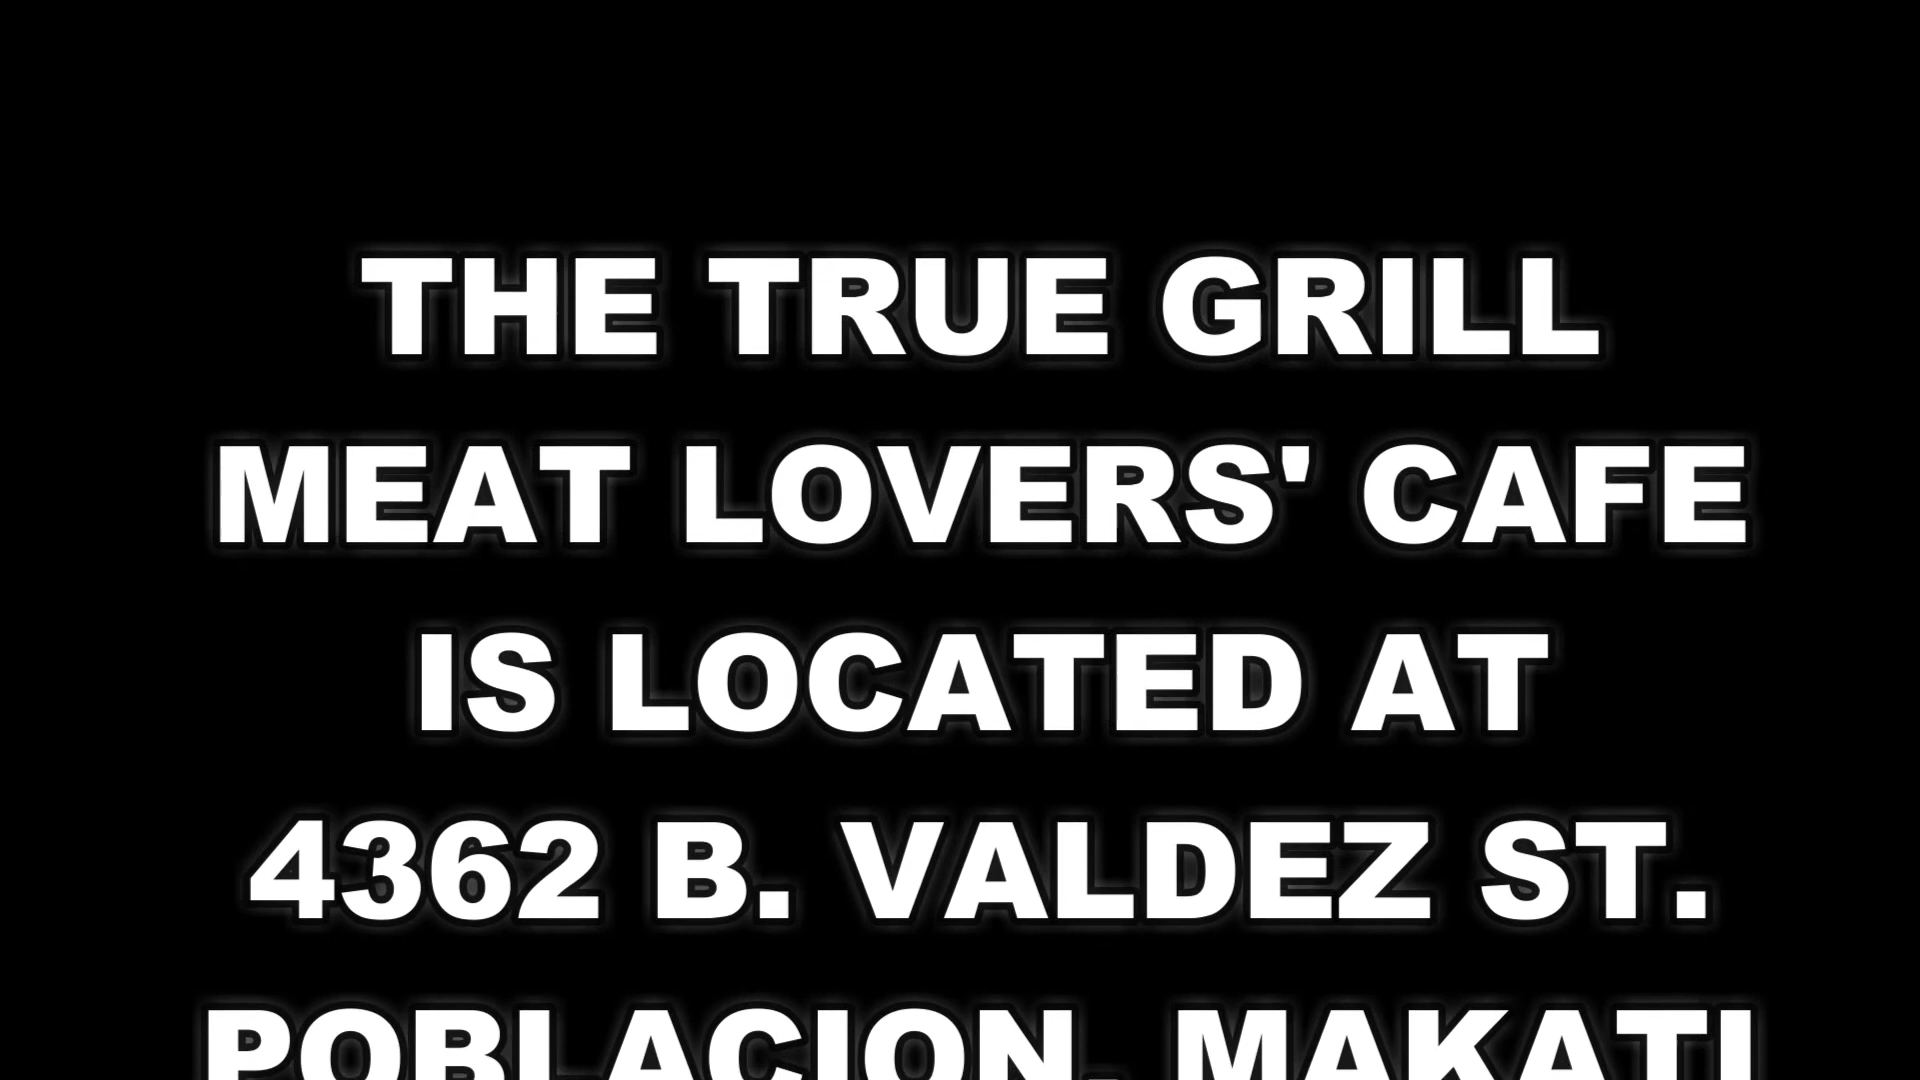 THE TRUE GRILL
MEAT LOVERS' CAFE
IS LOCATED AT
4362 B. VALDEZ ST.
POBLACION, MAKATI